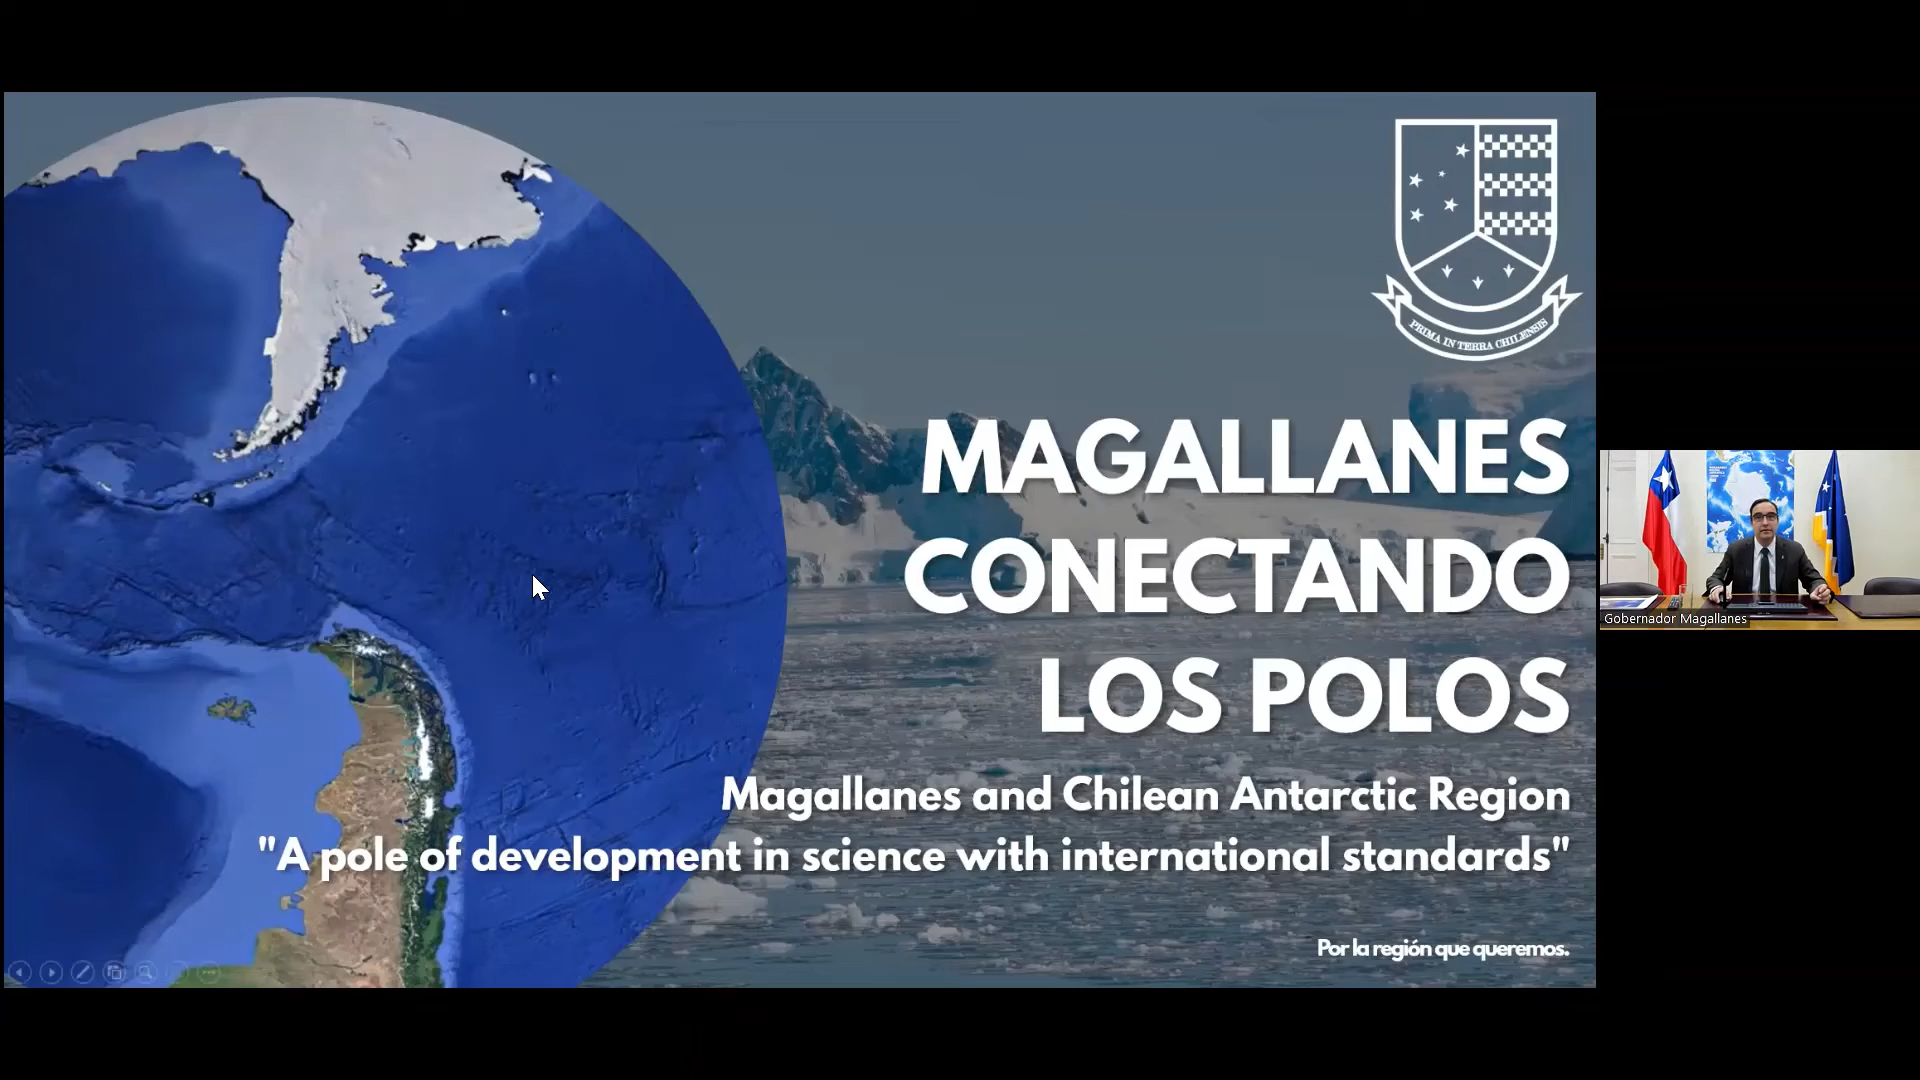 PRIMA IN TERRA CHILENSIS
MAGALLANES
CONECTANDO
LOS POLOS
Magallanes and Chilean Antarctic Region
"A pole of development in science with international standards"
Por la región que queremos.
Gobernador Magallanes